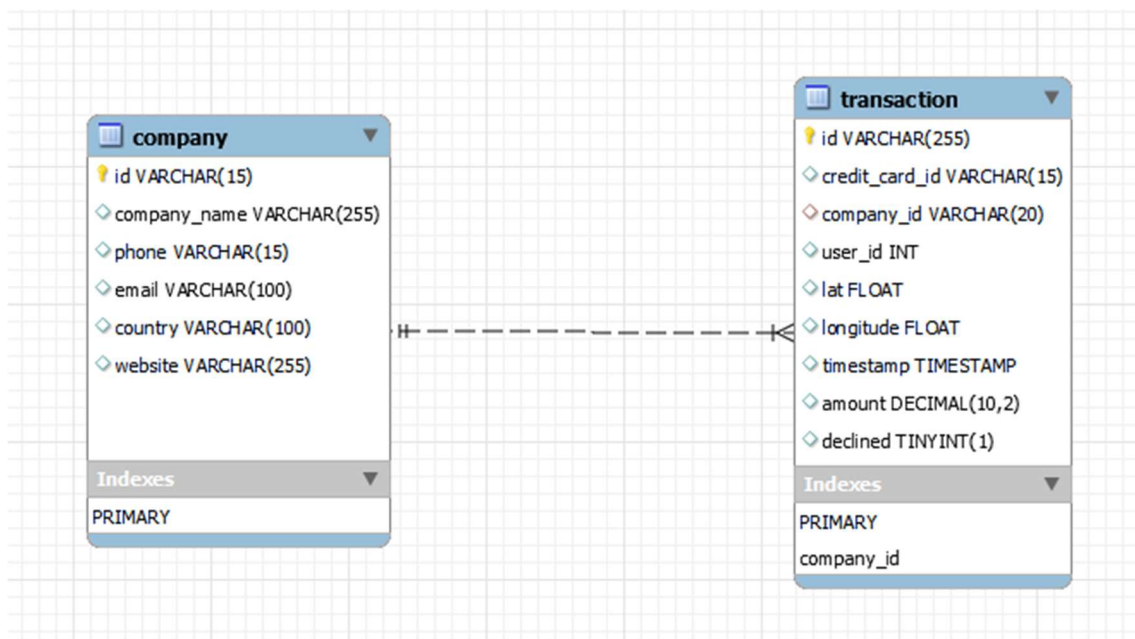 company
id VARCHAR(15)
company_name VARCHAR(255)
phone VARCHAR(15)
email VARCHAR(100)
country VARCHAR(100)
website VARCHAR(255)
Indexes
PRIMARY
transaction
id VARCHAR(255)
credit_card_id VARCHAR(15)
company_id VARCHAR(20)
user_id INT
lat FLOAT
longitude FLOAT
timestamp TIMESTAMP
amount DECIMAL(10,2)
declined TINYINT(1)
Indexes
PRIMARY
company_id